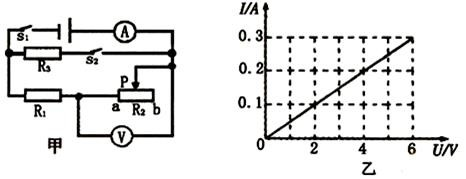 S₁ A
R₃ S₂
P
R₁ a R₂ b
V
甲
I/A
0.3
0.2
0.1
0 2 4 6 U/V
乙